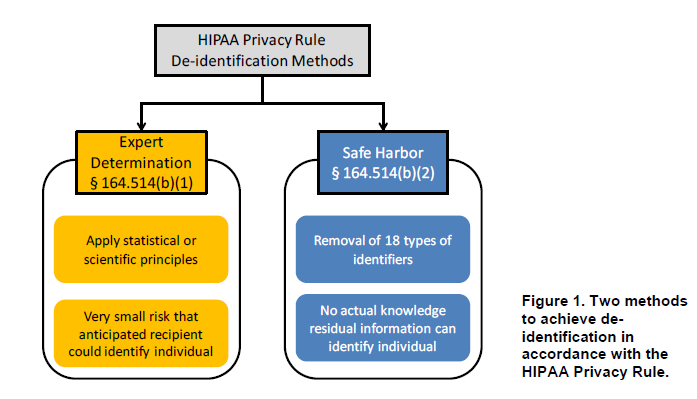 HIPAA Privacy Rule
De-identification Methods
Expert
Determination
§ 164.514(b)(1)
Apply statistical or
scientific principles
Very small risk that
anticipated recipient
could identify individual
Safe Harbor
§ 164.514(b)(2)
Removal of 18 types of
identifiers
No actual knowledge
residual information can
identify individual
Figure 1. Two methods
to achieve de-
identification in
accordance with the
HIPAA Privacy Rule.